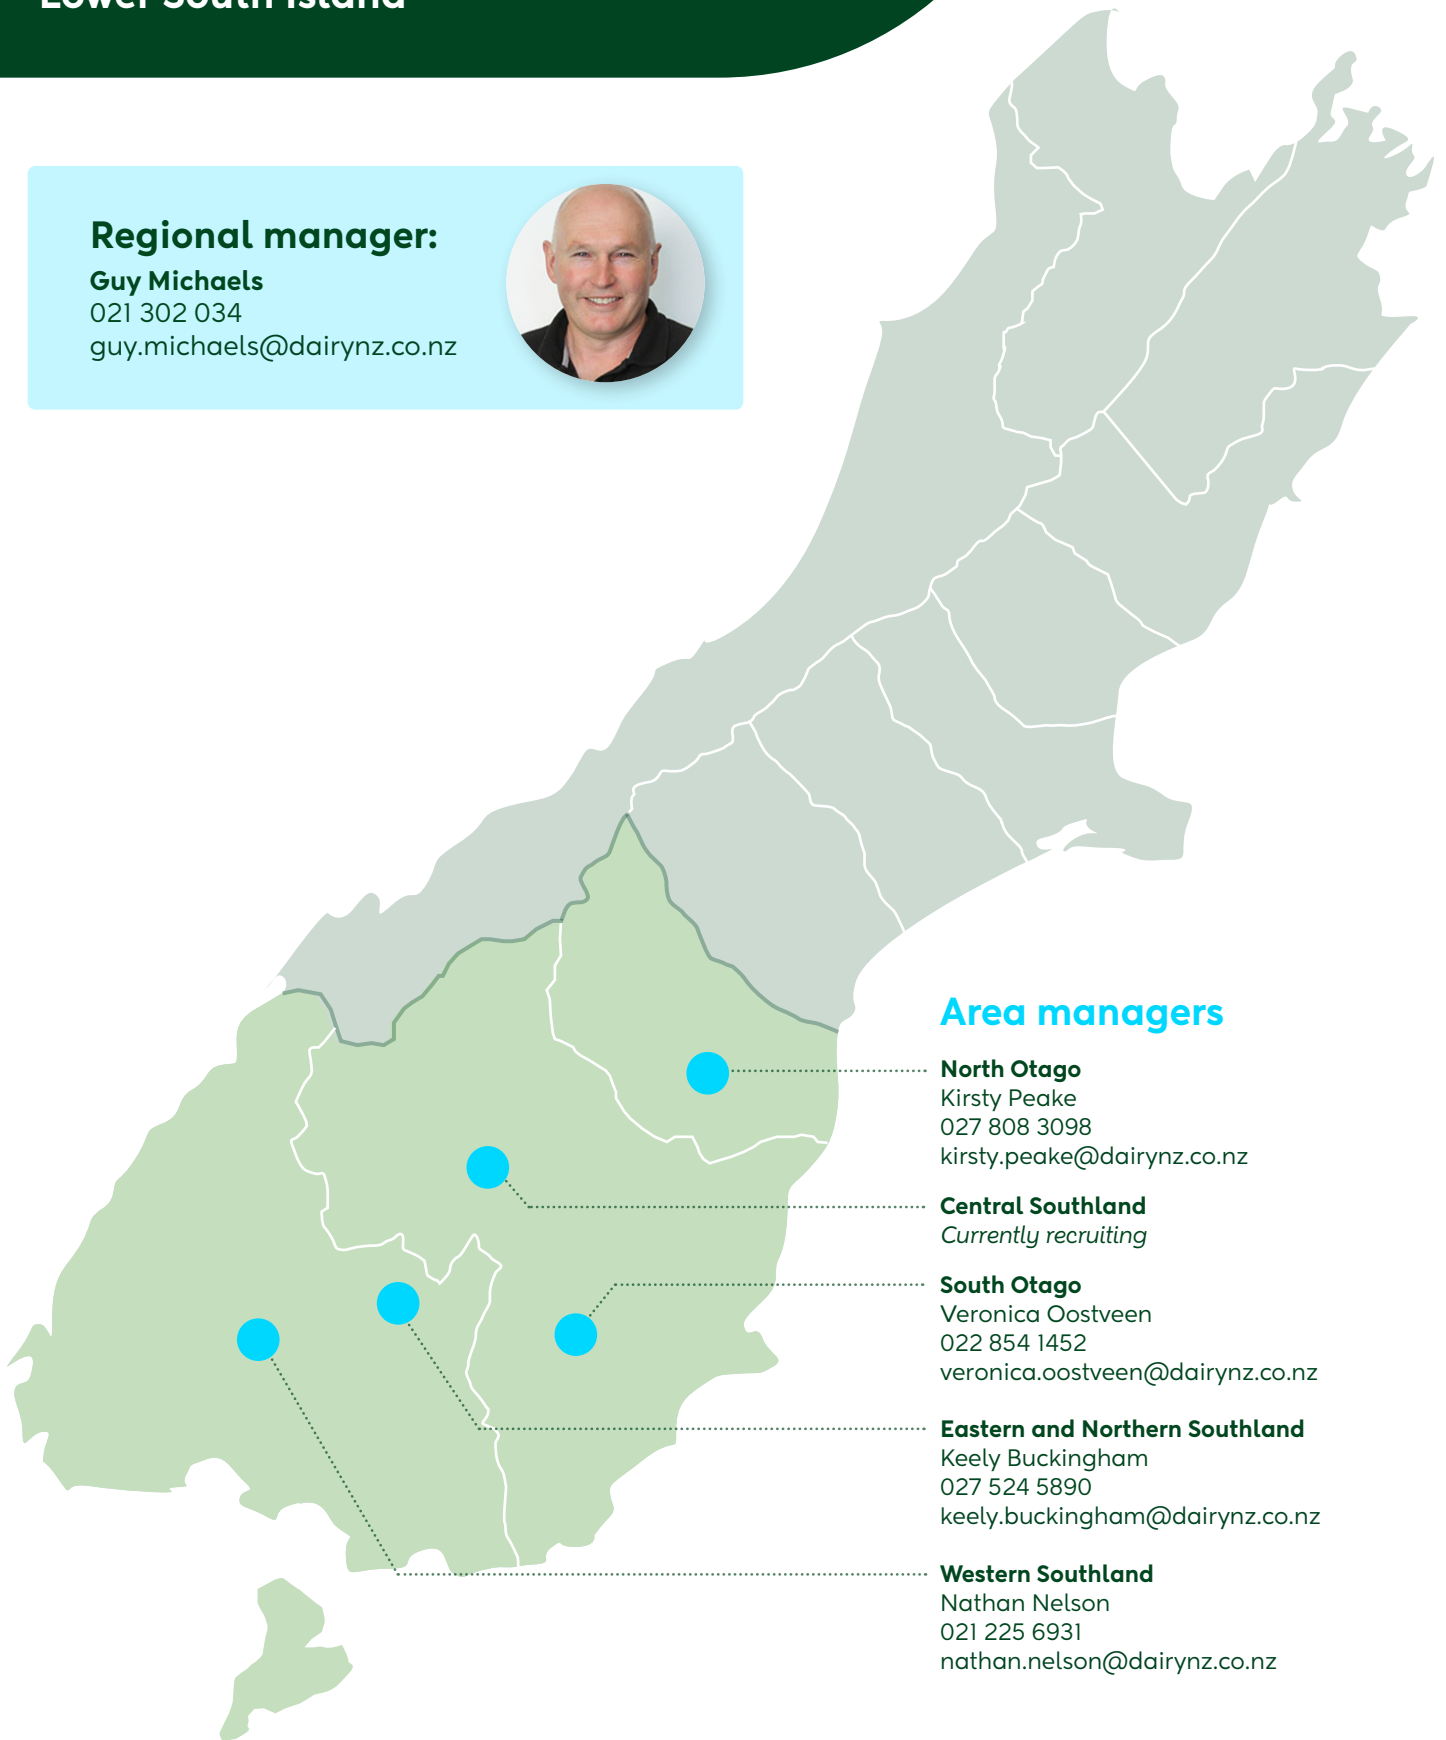 Lower South Island
Regional manager:
Guy Michaels
021 302 034
guy.michaels@dairynz.co.nz
Area managers
North Otago
Kirsty Peake
027 808 3098
kirsty.peake@dairynz.co.nz
Central Southland
Currently recruiting
South Otago
Veronica Oostveen
022 854 1452
veronica.oostveen@dairynz.co.nz
Eastern and Northern Southland
Keely Buckingham
027 524 5890
keely.buckingham@dairynz.co.nz
Western Southland
Nathan Nelson
021 225 6931
nathan.nelson@dairynz.co.nz